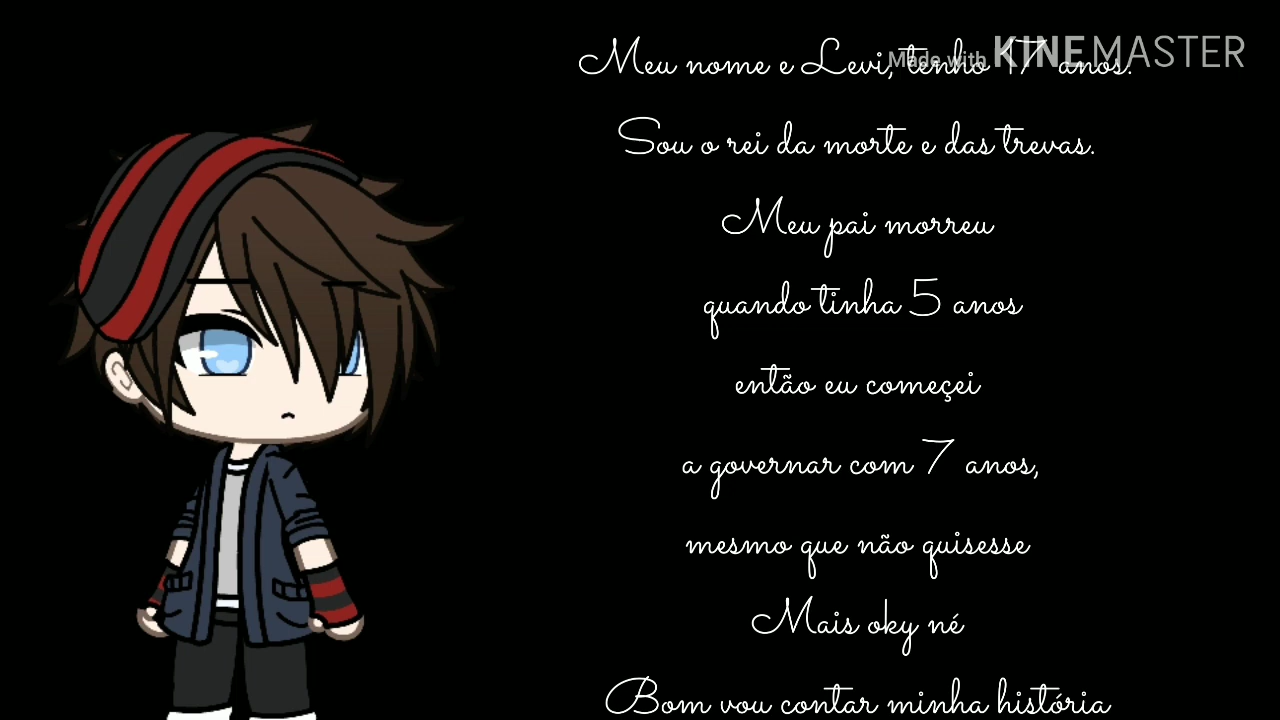 Meu nome e Levi, tenho 17 anos.
Made with KINEMASTER
Sou o rei da morte e das trevas.
Meu pai morreu
quando tinha 5 anos
então eu começei
a governar com 7 anos,
mesmo que não quisesse
Mais oky né
Bom vou contar minha história